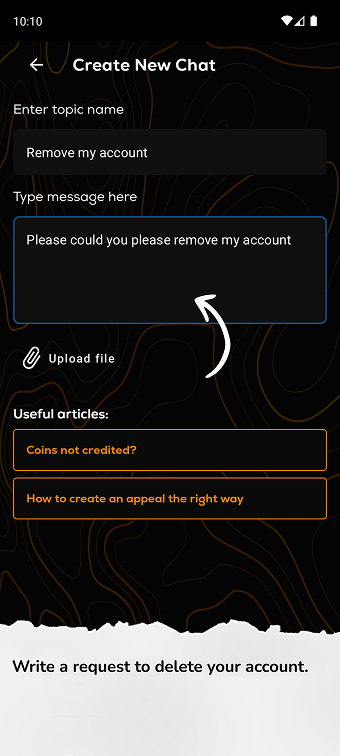 10:10
Create New Chat
Enter topic name
Remove my account
Type message here
Please could you please remove my account
Upload file
Useful articles:
Coins not credited?
How to create an appeal the right way
Write a request to delete your account.